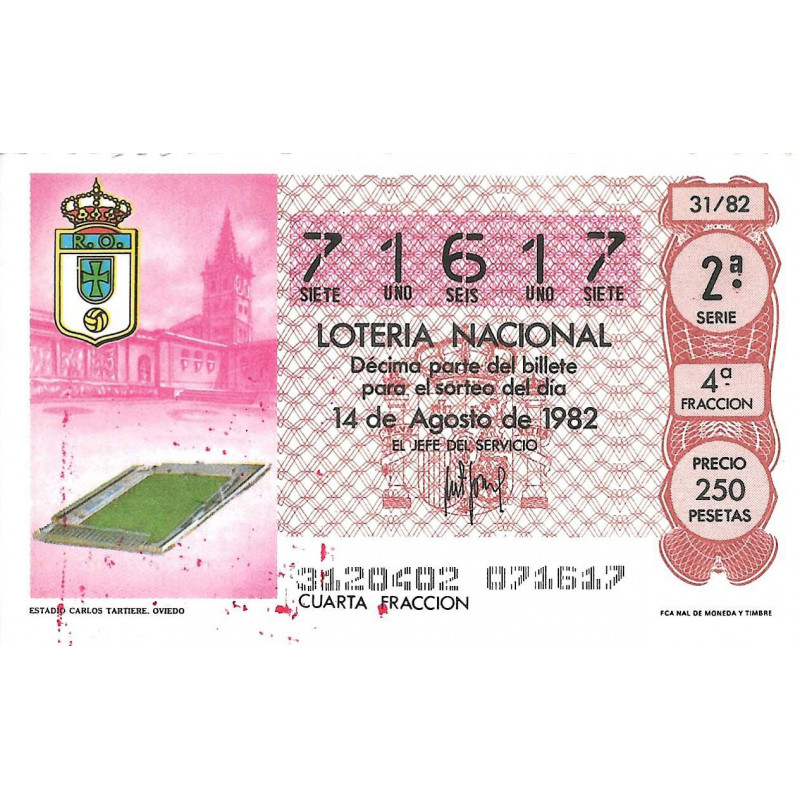 R. O.
31/82
7 1 6 1 7
SIETE UNO SEIS UNO SIETE
2.ª
SERIE
LOTERIA NACIONAL
Décima parte del billete
para el sorteo del día
14 de Agosto de 1982
EL JEFE DEL SERVICIO
4ª
FRACCION
PRECIO
250
PESETAS
3120402 071617
CUARTA FRACCION
ESTADIO CARLOS TARTIERE. OVIEDO
FCA NAL DE MONEDA Y TIMBRE